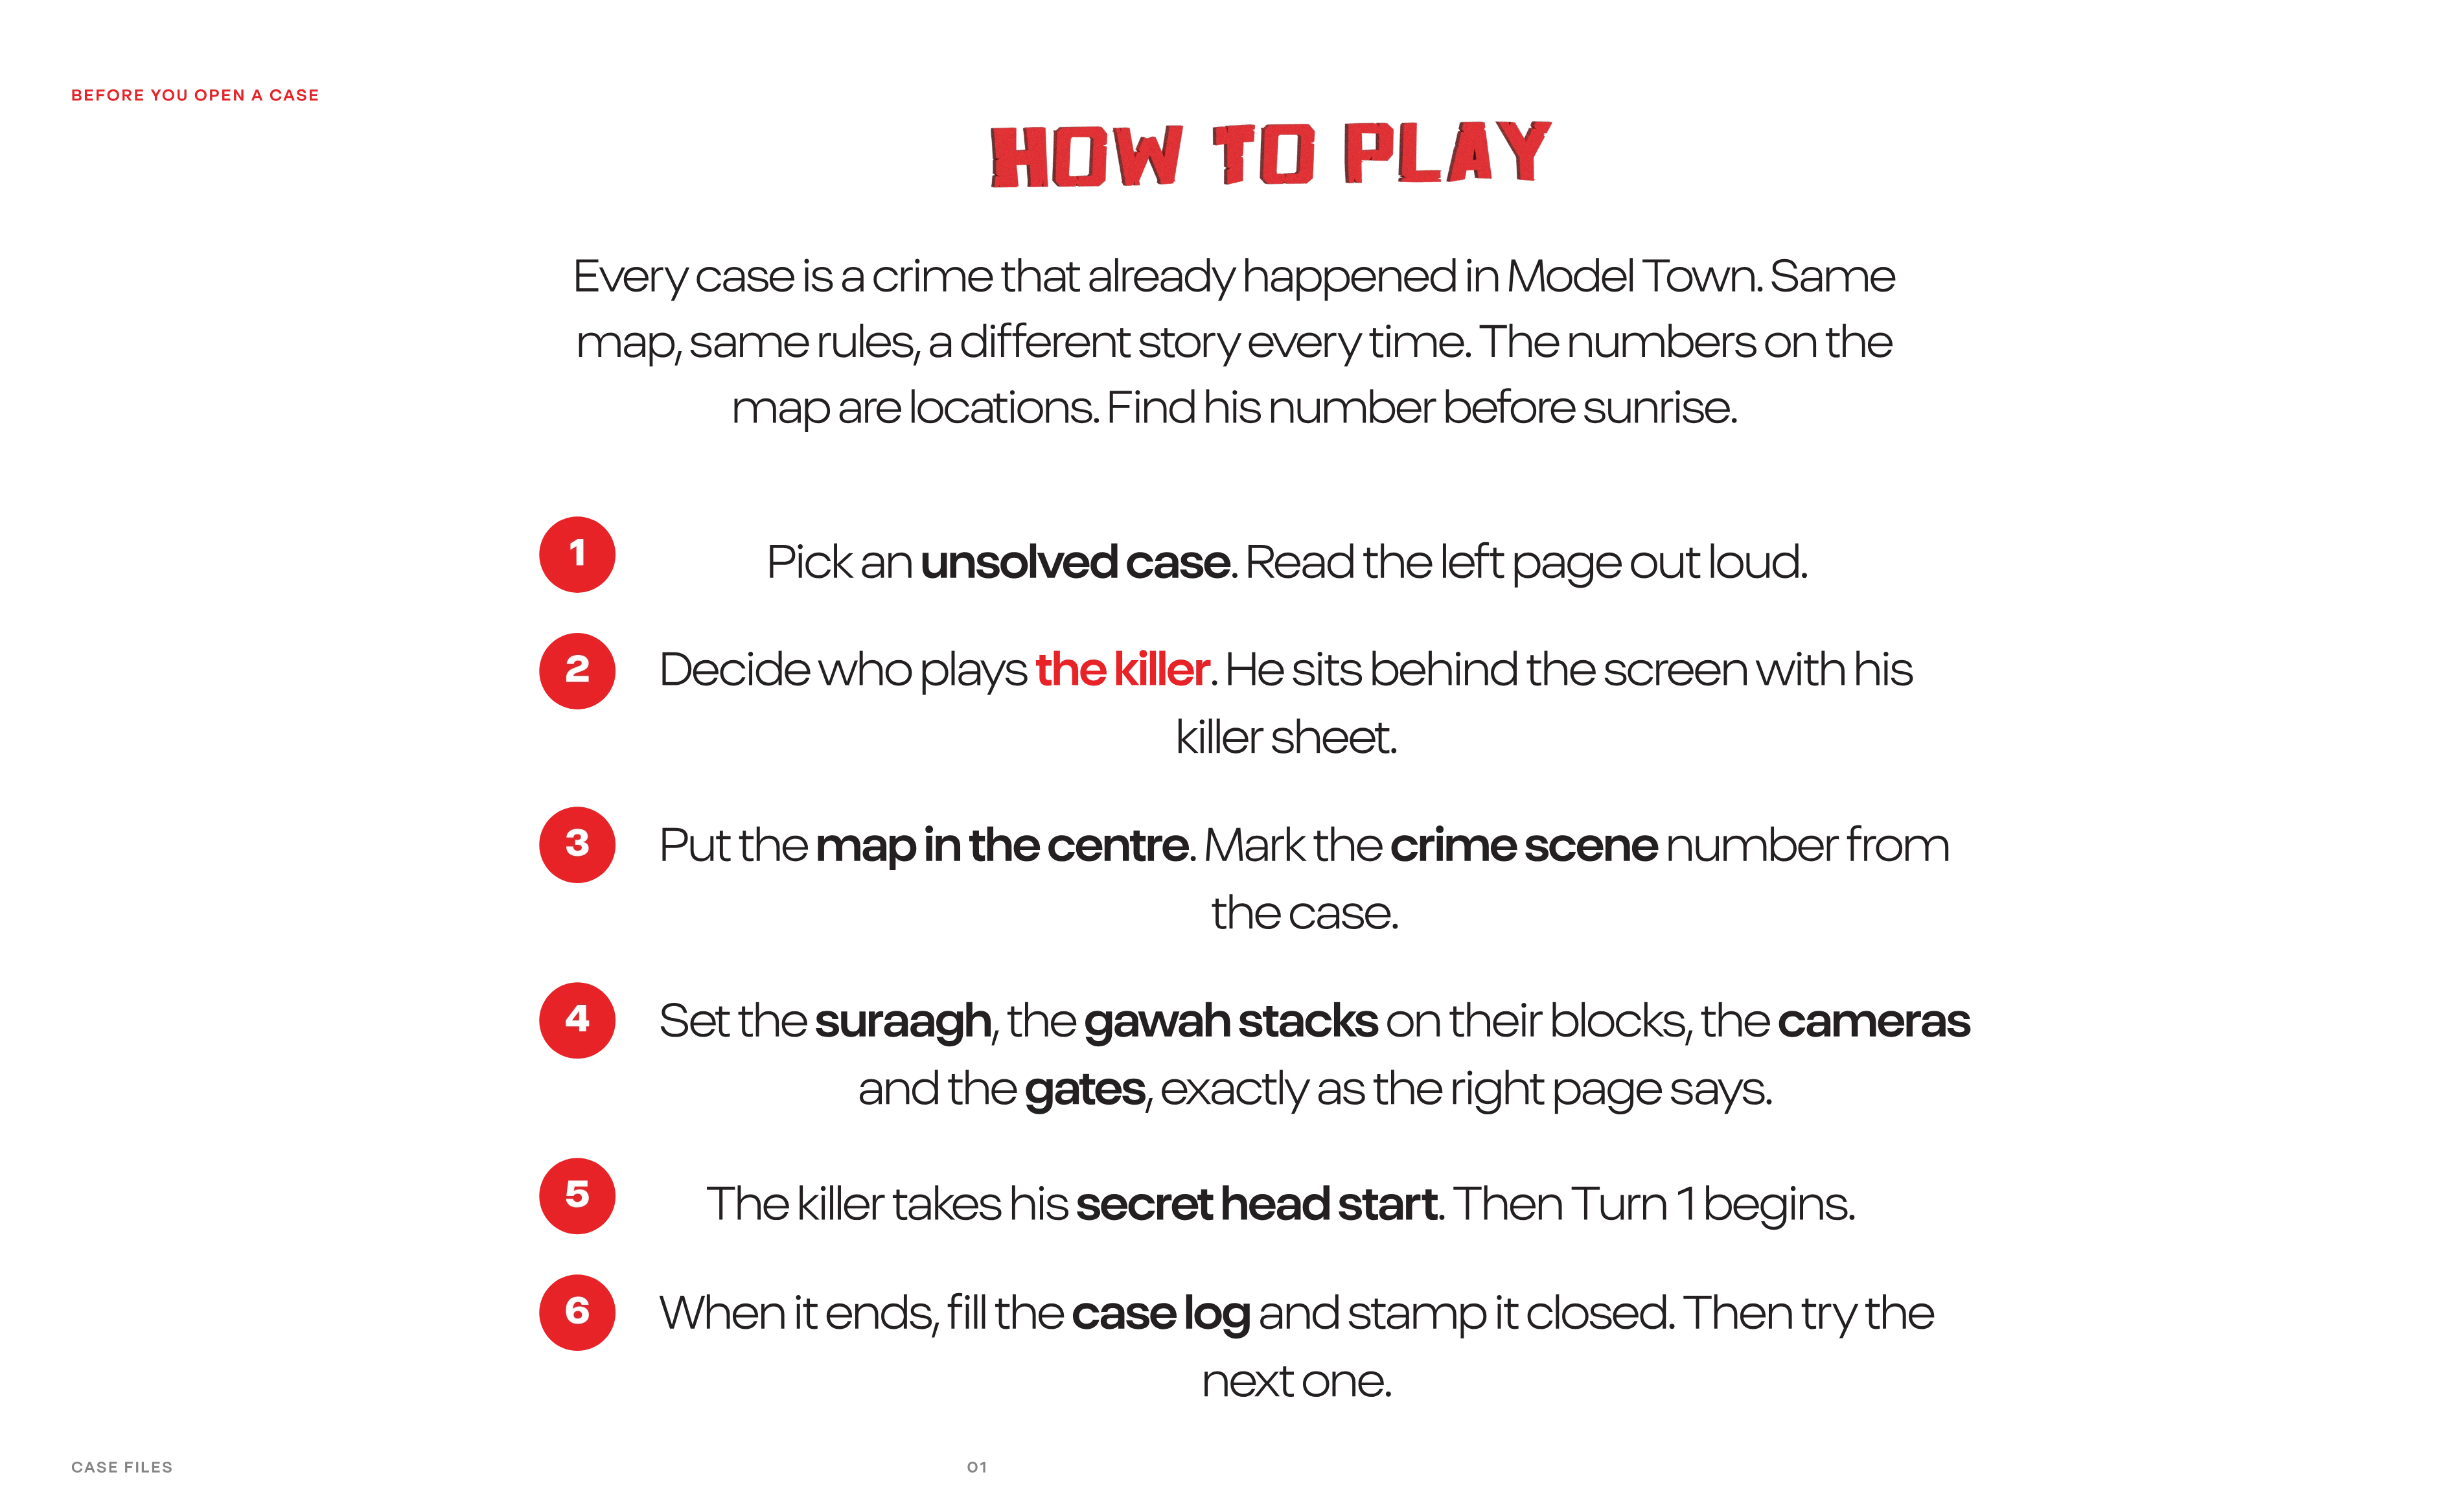 BEFORE YOU OPEN A CASE
HOW TO PLAY
Every case is a crime that already happened in Model Town. Same
map, same rules, a different story every time. The numbers on the
map are locations. Find his number before sunrise.
1 Pick an unsolved case. Read the left page out loud.
2 Decide who plays the killer. He sits behind the screen with his
killer sheet.
3 Put the map in the centre. Mark the crime scene number from
the case.
4 Set the suraagh, the gawah stacks on their blocks, the cameras
and the gates, exactly as the right page says.
5 The killer takes his secret head start. Then Turn 1 begins.
6 When it ends, fill the case log and stamp it closed. Then try the
next one.
CASE FILES 01